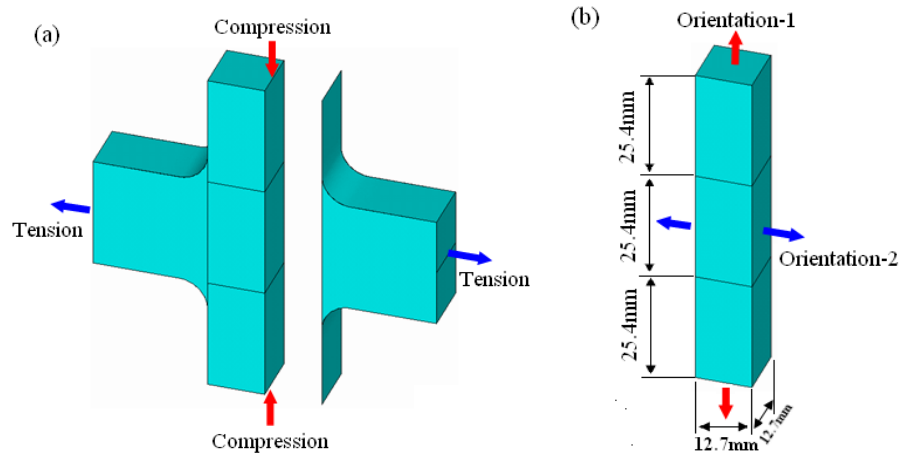 (a)
Compression
Tension
Tension
Compression
(b)
Orientation-1
25.4mm
25.4mm
Orientation-2
25.4mm
12.7mm
12.7mm